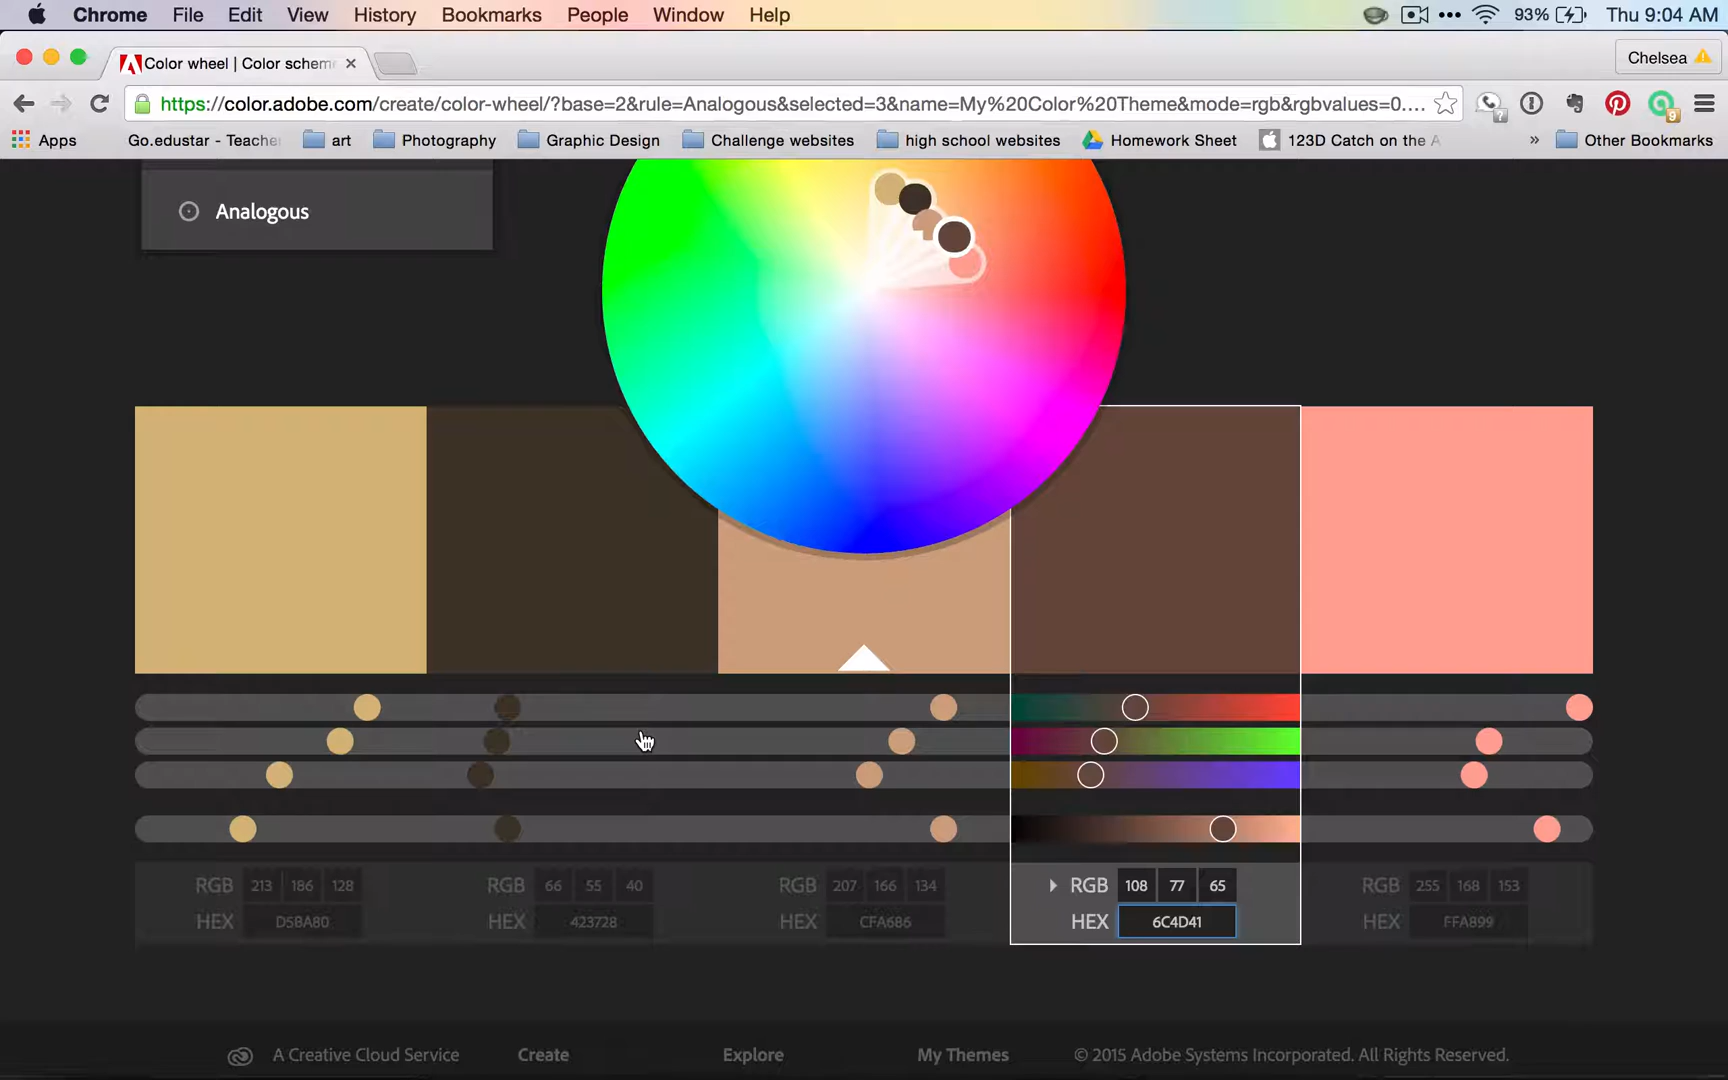 Chrome File Edit View History Bookmarks People Window Help 93% Thu 9:04 AM
Color wheel | Color schem Chelsea
https://color.adobe.com/create/color-wheel/?base=2&rule=Analogous&selected=3&name=My%20Color%20Theme&mode=rgb&rgbvalues=0.... 9
Apps Go.edustar - Teache art Photography Graphic Design Challenge websites high school websites Homework Sheet 123D Catch on the A » Other Bookmarks
Analogous
RGB 213 186 128 RGB 66 55 40 RGB 207 166 134 RGB 108 77 65 RGB 255 168 153
HEX D5BA80 HEX 423728 HEX CFA686 HEX 6C4D41 HEX FFA899
A Creative Cloud Service Create Explore My Themes © 2015 Adobe Systems Incorporated. All Rights Reserved.